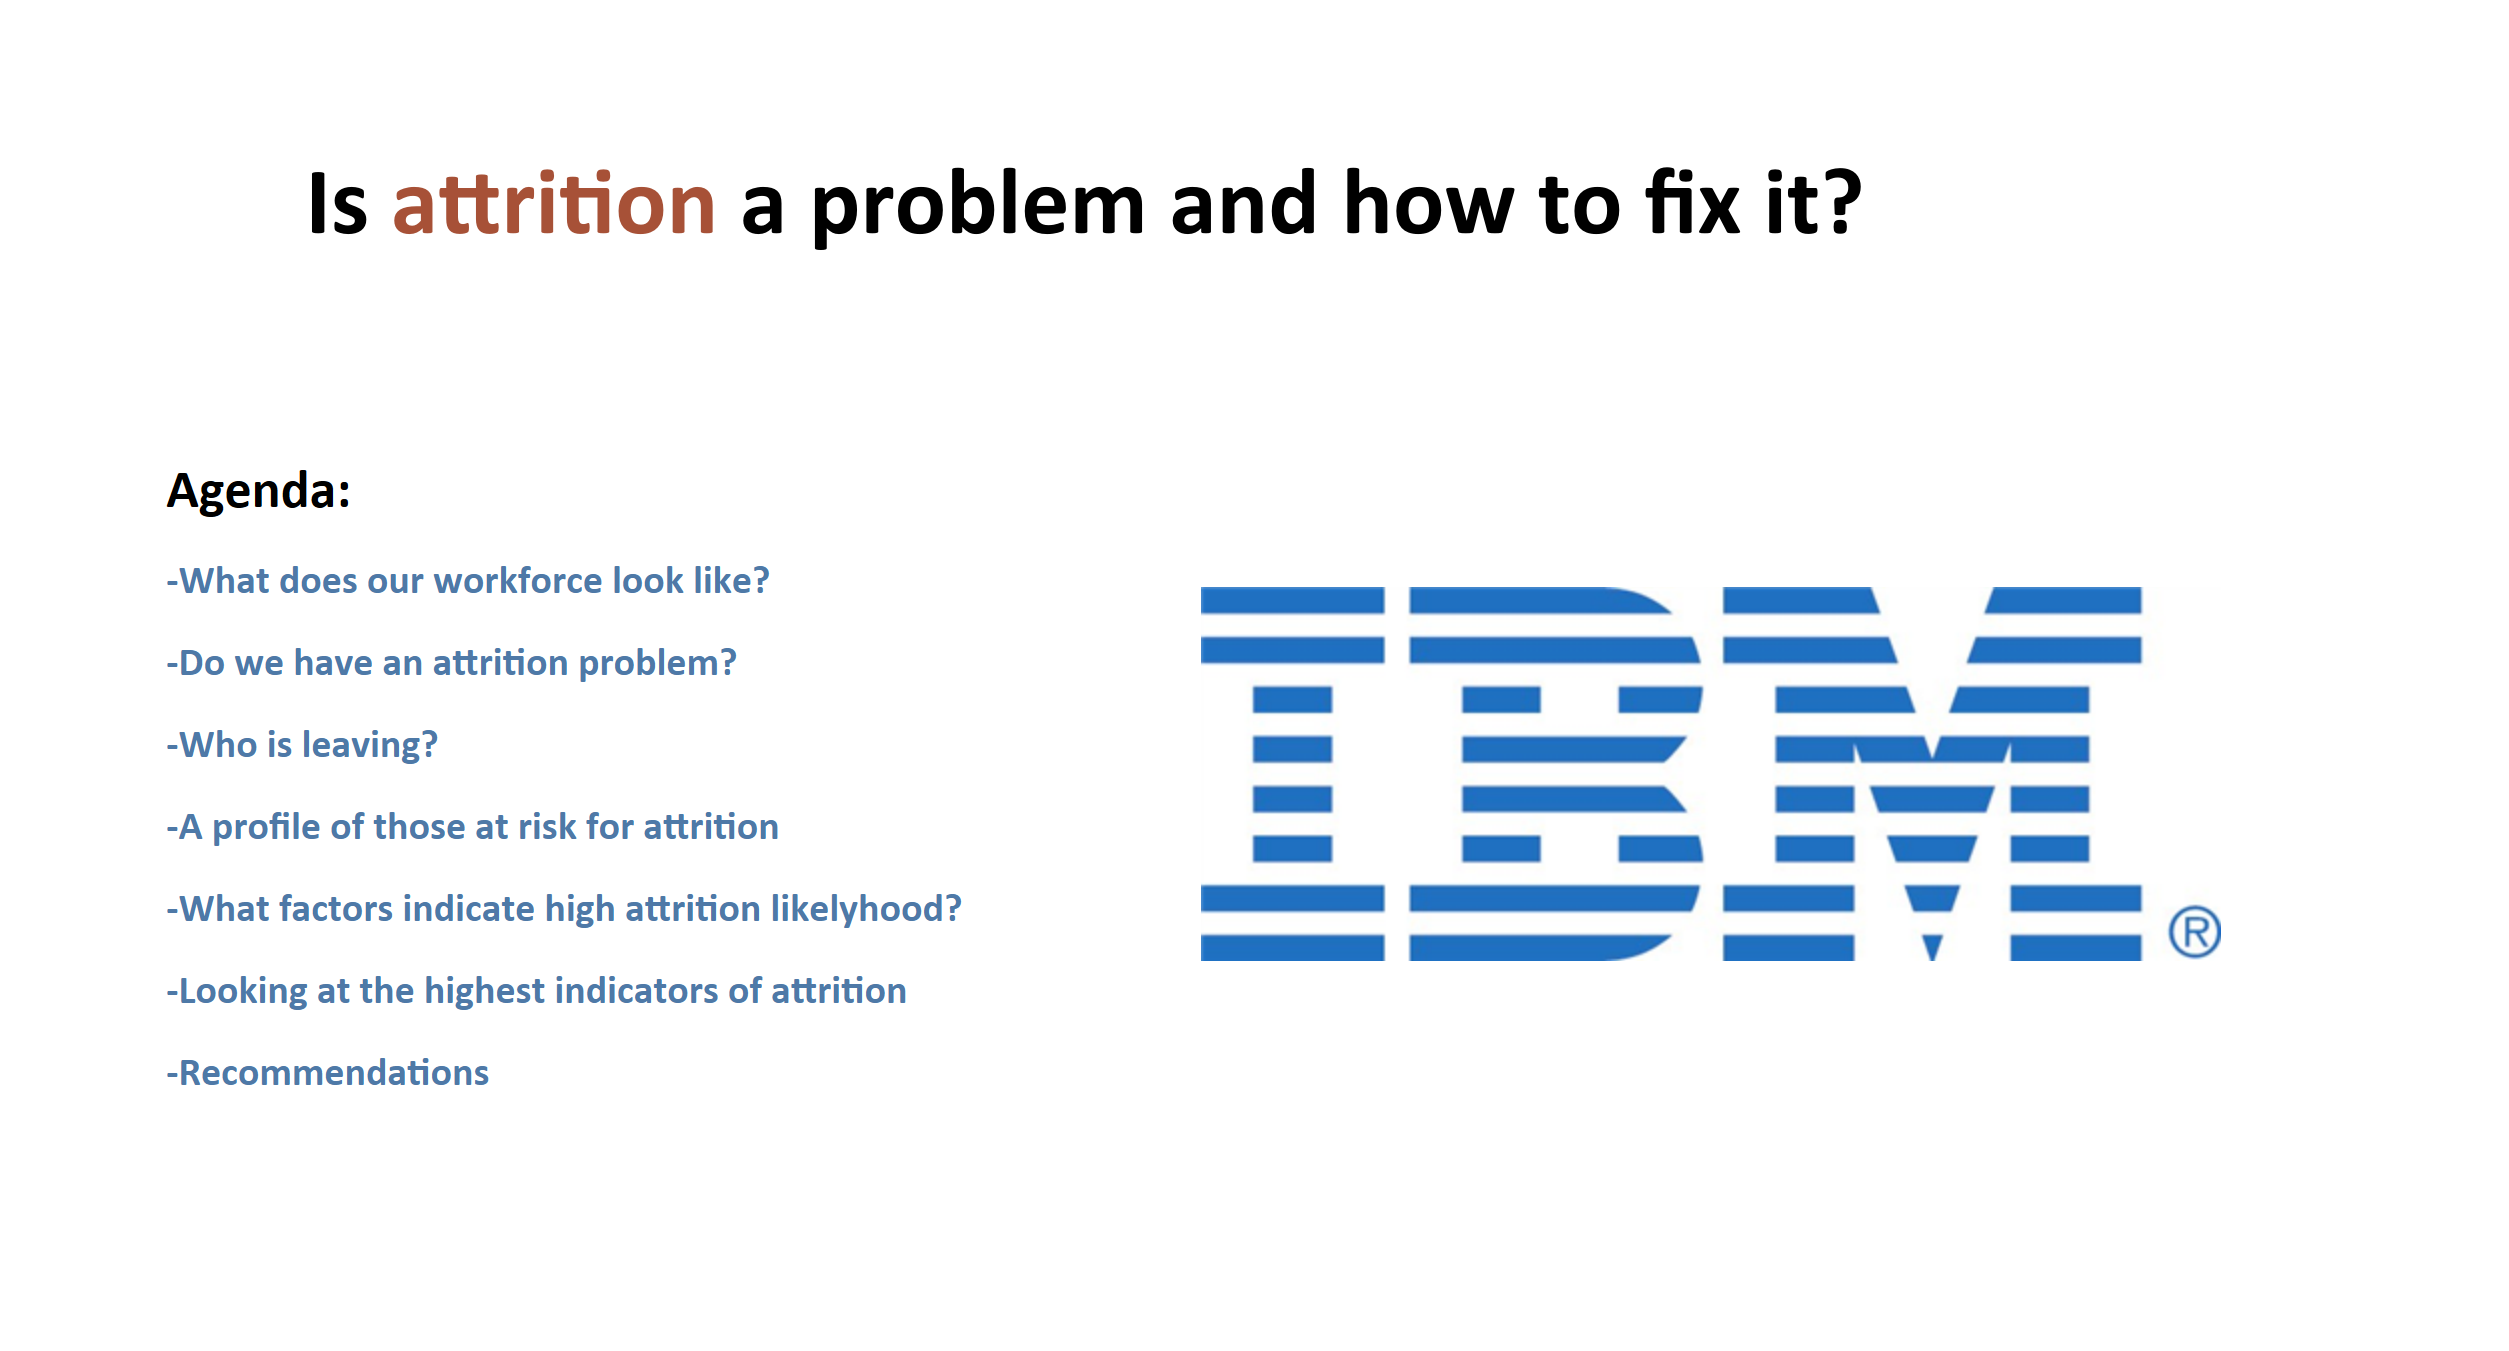 Is attrition a problem and how to fix it?
Agenda:
-What does our workforce look like?
-Do we have an attrition problem?
-Who is leaving?
-A profile of those at risk for attrition
-What factors indicate high attrition likelyhood?
-Looking at the highest indicators of attrition
-Recommendations
IBM®